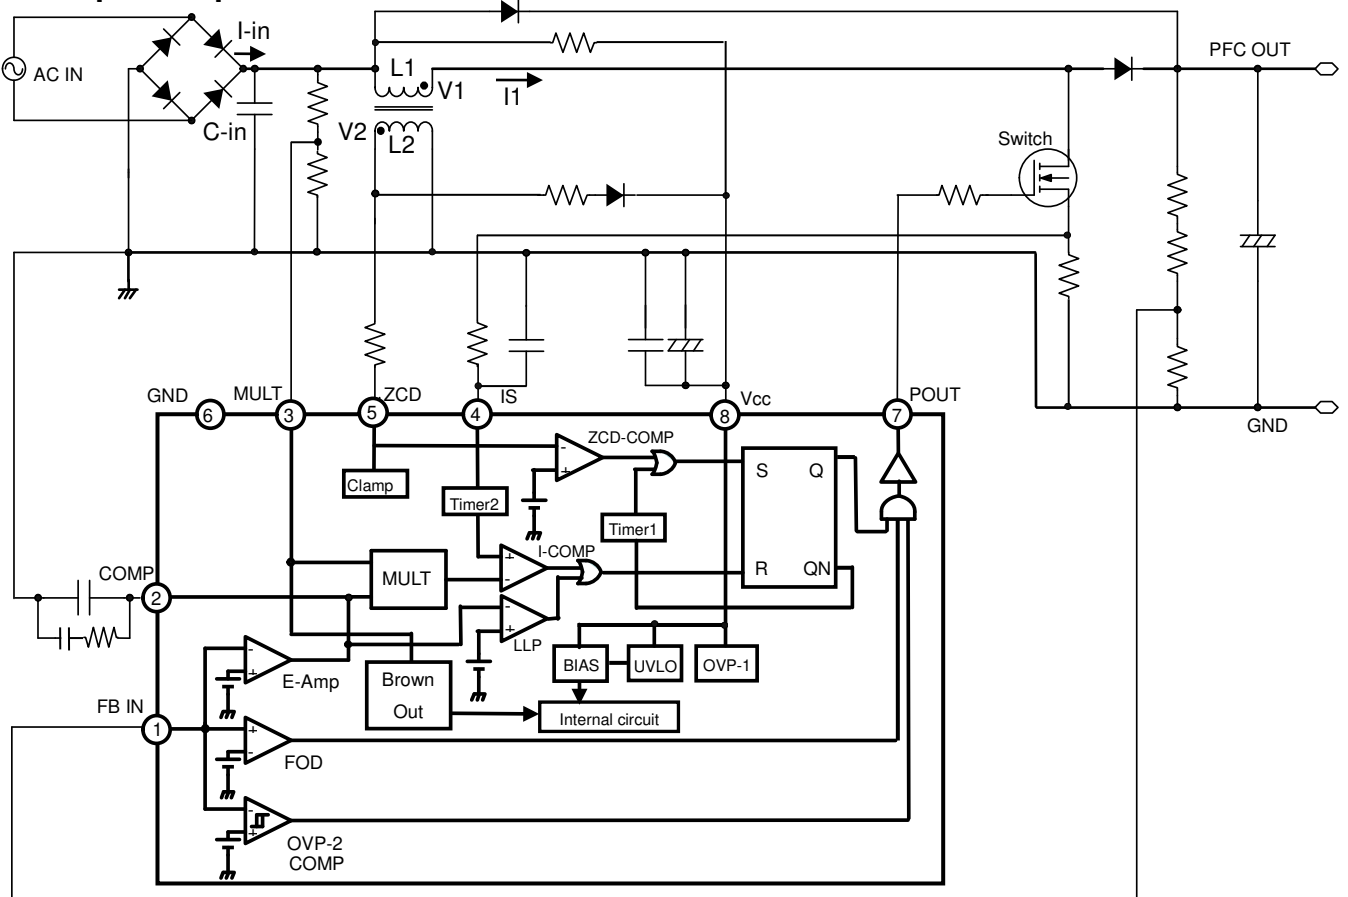 I-in
PFC OUT
AC IN
L1
V1
I1
C-in
V2
L2
Switch
GND
MULT
ZCD
IS
Vcc
POUT
6
3
5
4
8
7
GND
ZCD-COMP
-
+
S
Q
Clamp
Timer2
Timer1
I-COMP
+
-
R
QN
COMP
MULT
2
-
+
LLP
BIAS
UVLO
OVP-1
-
+
E-Amp
Brown
Out
FB IN
Internal circuit
1
+
-
FOD
-
+
OVP-2
COMP